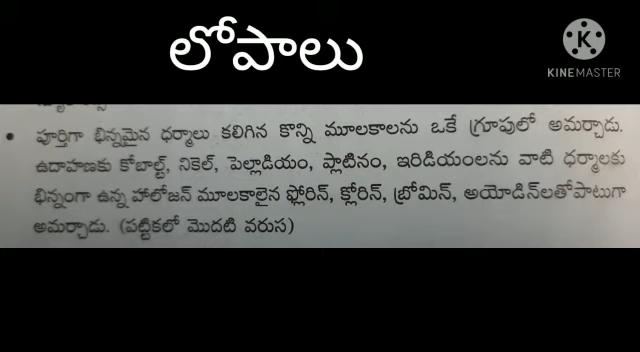 లోపాలు
KINEMASTER
• పూర్తిగా భిన్నమైన ధర్మాలు కలిగిన కొన్ని మూలకాలను ఒకే గ్రూపులో అమర్చాడు.
ఉదాహణకు కోబాల్ట్, నికెల్, పెల్లాడియం, ప్లాటినం, ఇరిడియంలను వాటి ధర్మాలకు
భిన్నంగా ఉన్న హాలోజన్ మూలకాలైన ఫ్లోరిన్, క్లోరిన్, బ్రోమిన్, అయోడిన్‌లతోపాటుగా
అమర్చాడు. (పట్టికలో మొదటి వరుస)